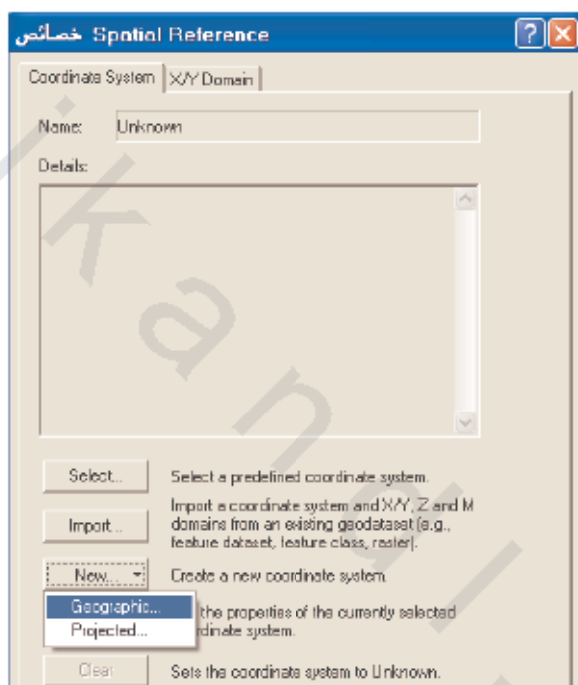 خصائص Spatial Reference
Coordinate System X/Y Domain
Name: Unknown
Details:
Select... Select a predefined coordinate system.
Import... Import a coordinate system and X/Y, Z and M
domains from an existing geodataset (e.g.,
feature dataset, feature class, raster).
New... Create a new coordinate system.
Geographic... the properties of the currently selected
Projected... rdinate system.
Clear Sets the coordinate system to Unknown.
ikandl